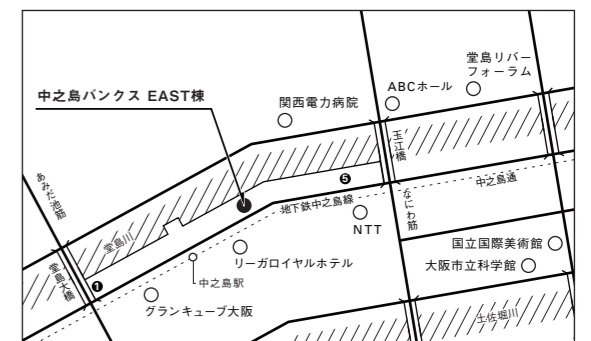 堂島リバー
フォーラム
ABCホール
関西電力病院
中之島バンクス EAST棟
玉江橋
あみだ池筋
❺
中之島通
地下鉄中之島線
なにわ筋
NTT
堂島川
国立国際美術館
リーガロイヤルホテル
大阪市立科学館
堂島大橋
❶
中之島駅
グランキューブ大阪
土佐堀川